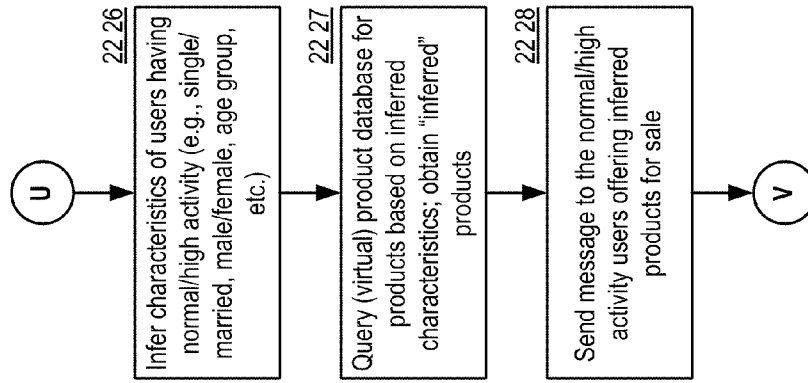 U
22 26
Infer characteristics of users having
normal/high activity (e.g., single/
married, male/female, age group,
etc.)
22 27
Query (virtual) product database for
products based on inferred
characteristics; obtain “inferred”
products
22 28
Send message to the normal/high
activity users offering inferred
products for sale
V